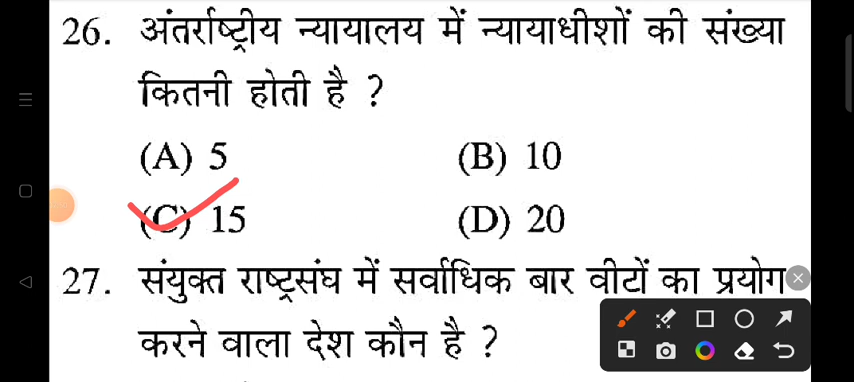 26. अंतर्राष्ट्रीय न्यायालय में न्यायाधीशों की संख्या
कितनी होती है ?
(A) 5 (B) 10
(C) 15 (D) 20
27. संयुक्त राष्ट्रसंघ में सर्वाधिक बार वीटों का प्रयोग
करने वाला देश कौन है ?